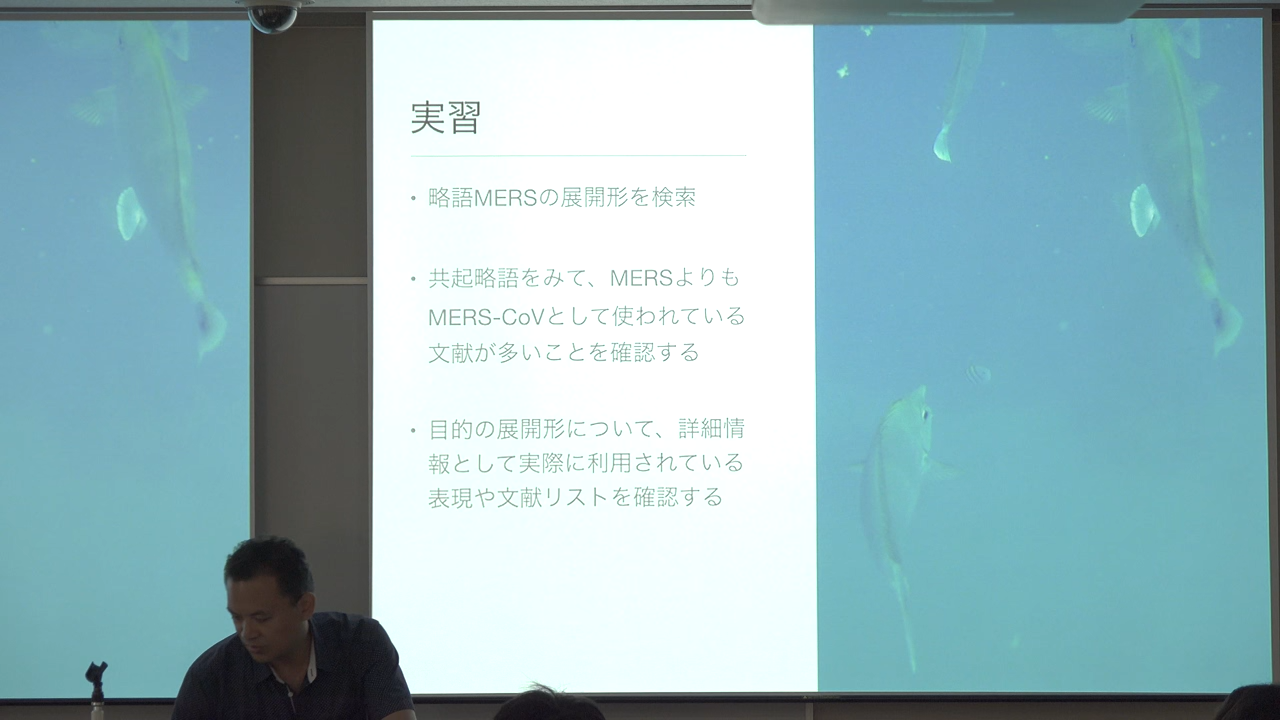 実習
• 略語MERSの展開形を検索
• 共起略語をみて、MERSよりも
MERS-CoVとして使われている
文献が多いことを確認する
• 目的の展開形について、詳細情
報として実際に利用されている
表現や文献リストを確認する